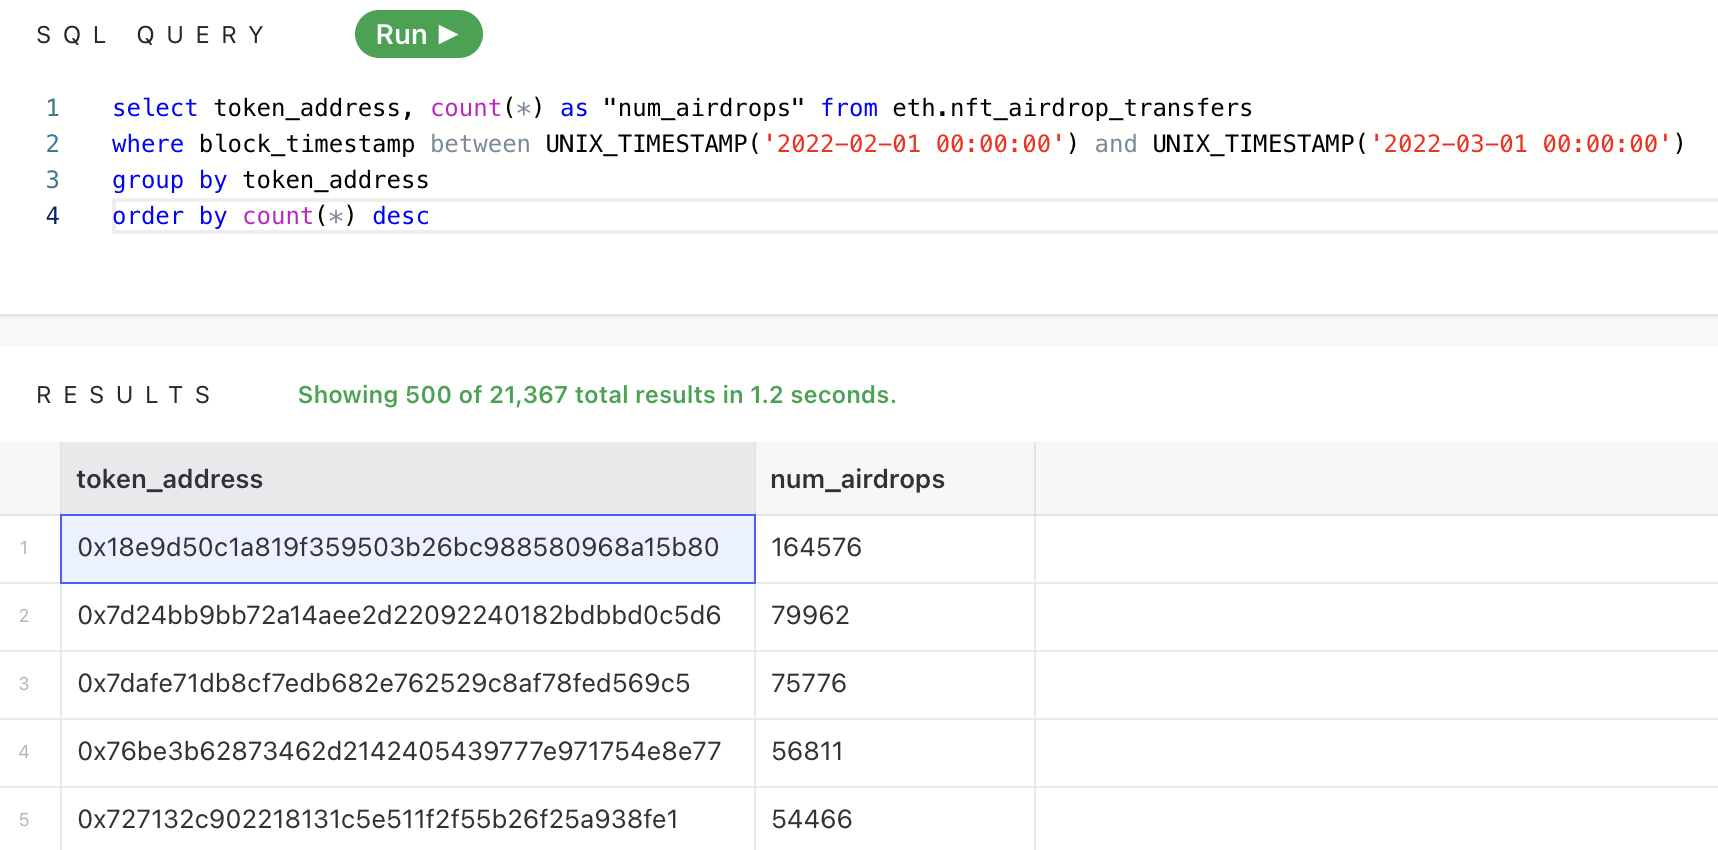 SQL QUERY Run ▶
1 select token_address, count(*) as "num_airdrops" from eth.nft_airdrop_transfers
2 where block_timestamp between UNIX_TIMESTAMP('2022-02-01 00:00:00') and UNIX_TIMESTAMP('2022-03-01 00:00:00')
3 group by token_address
4 order by count(*) desc
RESULTS Showing 500 of 21,367 total results in 1.2 seconds.
token_address num_airdrops
1 0x18e9d50c1a819f359503b26bc988580968a15b80 164576
2 0x7d24bb9bb72a14aee2d22092240182bdbbd0c5d6 79962
3 0x7dafe71db8cf7edb682e762529c8af78fed569c5 75776
4 0x76be3b62873462d2142405439777e971754e8e77 56811
5 0x727132c902218131c5e511f2f55b26f25a938fe1 54466